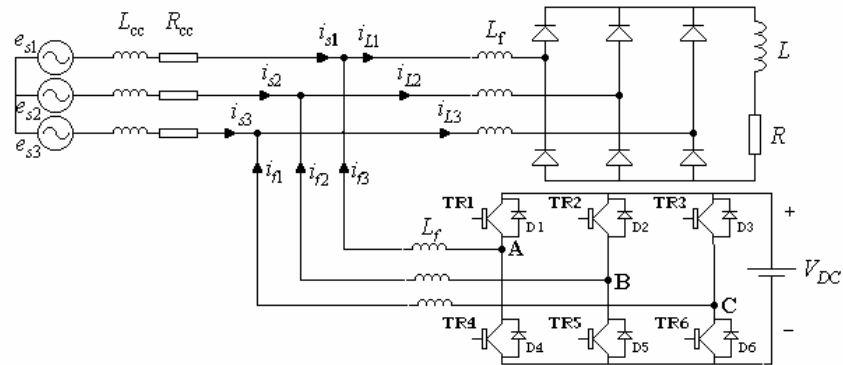 L_cc R_cc i_s1 i_L1 L_f
e_s1
L
i_s2 i_L2
e_s2
i_s3 i_L3
R
e_s3
i_f1 i_f2 i_f3
TR1 TR2 TR3 +
L_f D1 D2 D3
A
B V_DC
C
TR4 TR5 TR6 −
D4 D5 D6